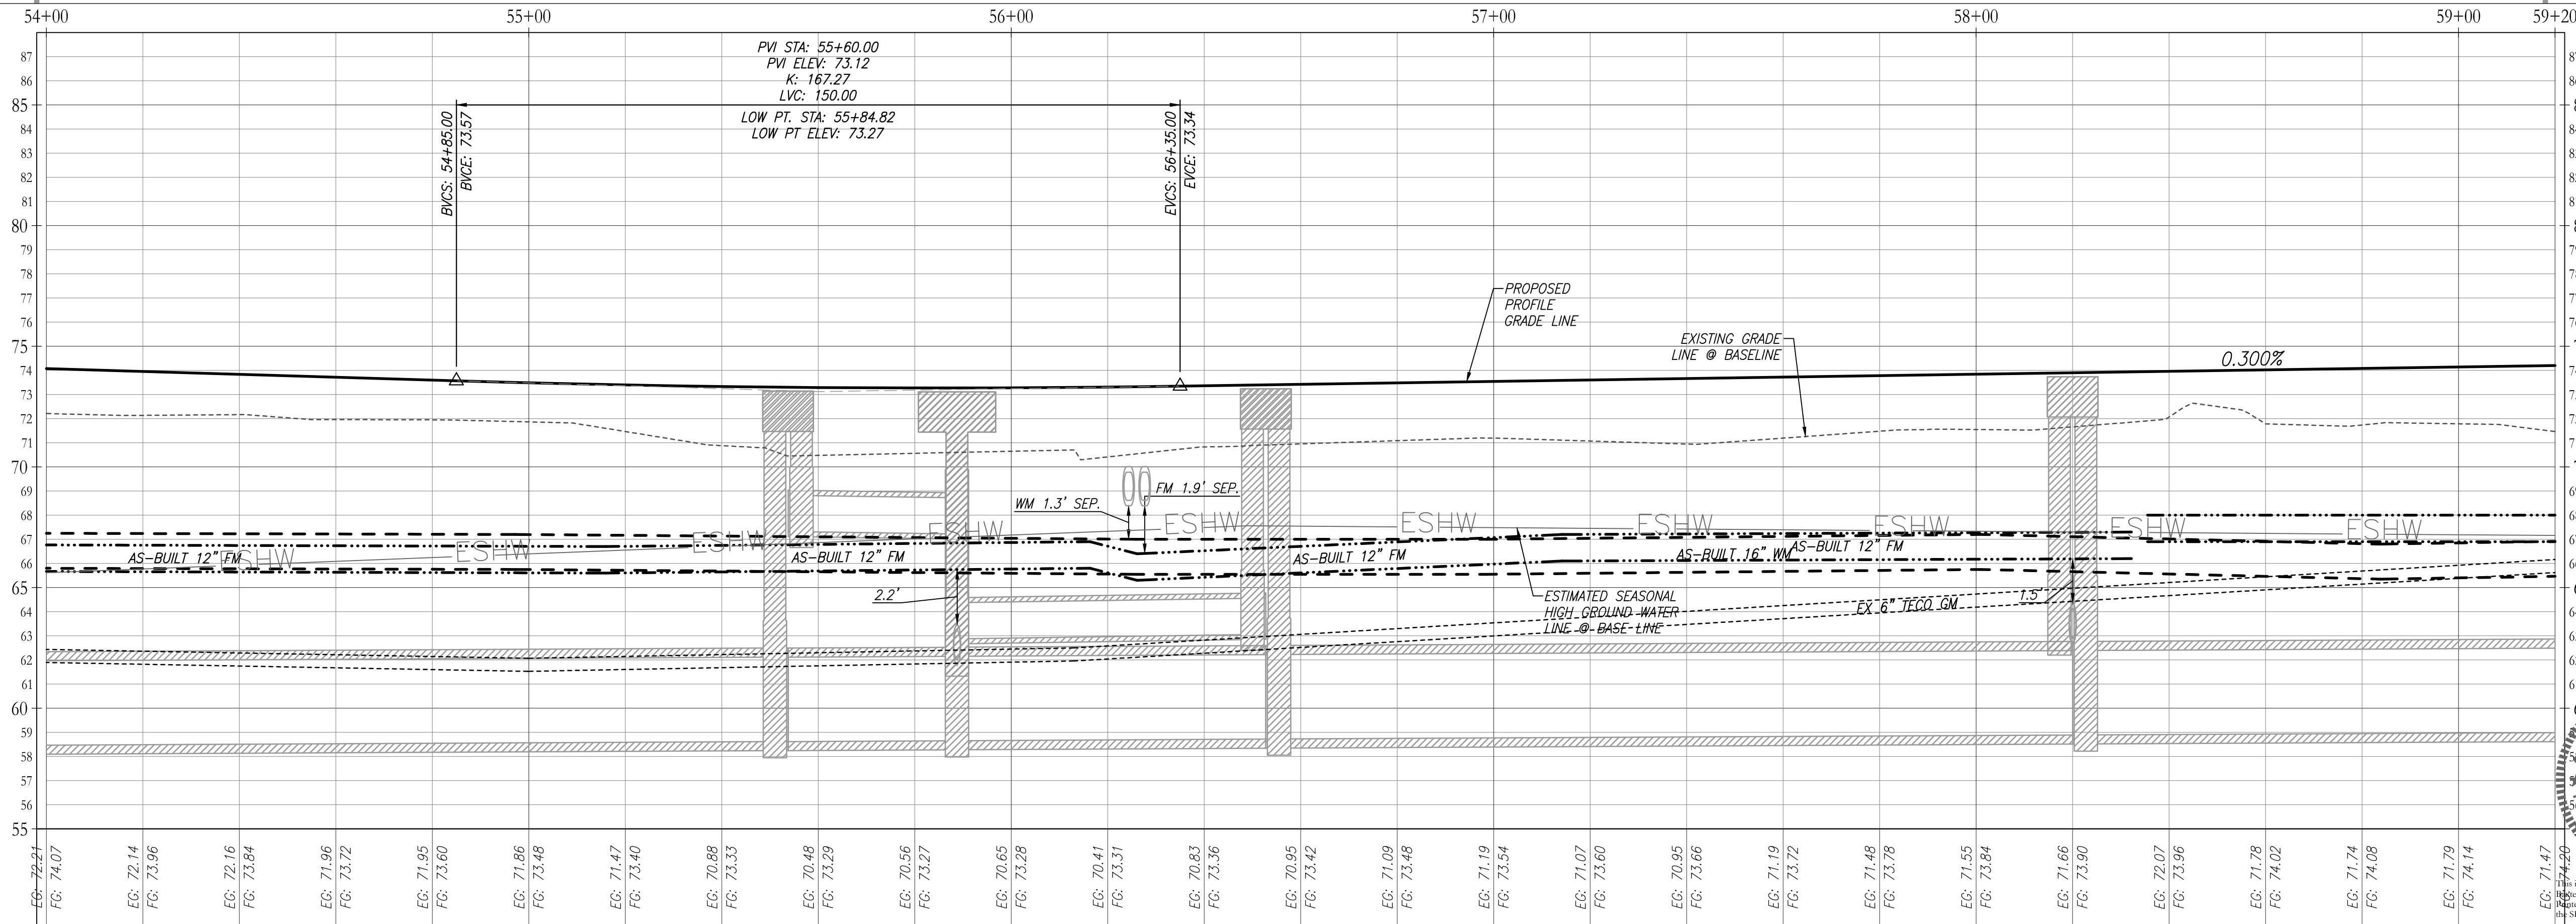 54+00 55+00 56+00 57+00 58+00 59+00 59+20
PVI STA: 55+60.00
PVI ELEV: 73.12
K: 167.27
LVC: 150.00
LOW PT. STA: 55+84.82
LOW PT ELEV: 73.27
BVCS: 54+85.00
BVCE: 73.57
EVCS: 56+35.00
EVCE: 73.34
87
86
85
84
83
82
81
80
79
78
77
76
75
74
73
72
71
70
69
68
67
66
65
64
63
62
61
60
59
58
57
56
55
PROPOSED
PROFILE
GRADE LINE
EXISTING GRADE
LINE @ BASELINE
0.300%
WM 1.3' SEP.
FM 1.9' SEP.
ESHW ESHW ESHW ESHW ESHW ESHW ESHW ESHW ESHW ESHW
AS-BUILT 12" FM
AS-BUILT 12" FM
AS-BUILT 12" FM
AS-BUILT 16" WM
AS-BUILT 12" FM
2.2'
1.5'
ESTIMATED SEASONAL
HIGH GROUND WATER
LINE @ BASE LINE
EX 6" TECO GM
EG: 72.21
FG: 74.07
EG: 72.14
FG: 73.96
EG: 72.16
FG: 73.84
EG: 71.96
FG: 73.72
EG: 71.95
FG: 73.60
EG: 71.86
FG: 73.48
EG: 71.47
FG: 73.40
EG: 70.88
FG: 73.33
EG: 70.48
FG: 73.29
EG: 70.56
FG: 73.27
EG: 70.65
FG: 73.28
EG: 70.41
FG: 73.31
EG: 70.83
FG: 73.36
EG: 70.95
FG: 73.42
EG: 71.09
FG: 73.48
EG: 71.19
FG: 73.54
EG: 71.07
FG: 73.60
EG: 70.95
FG: 73.66
EG: 71.19
FG: 73.72
EG: 71.48
FG: 73.78
EG: 71.55
FG: 73.84
EG: 71.66
FG: 73.90
EG: 72.07
FG: 73.96
EG: 71.78
FG: 74.02
EG: 71.74
FG: 74.08
EG: 71.79
FG: 74.14
EG: 71.47
FG: 74.20